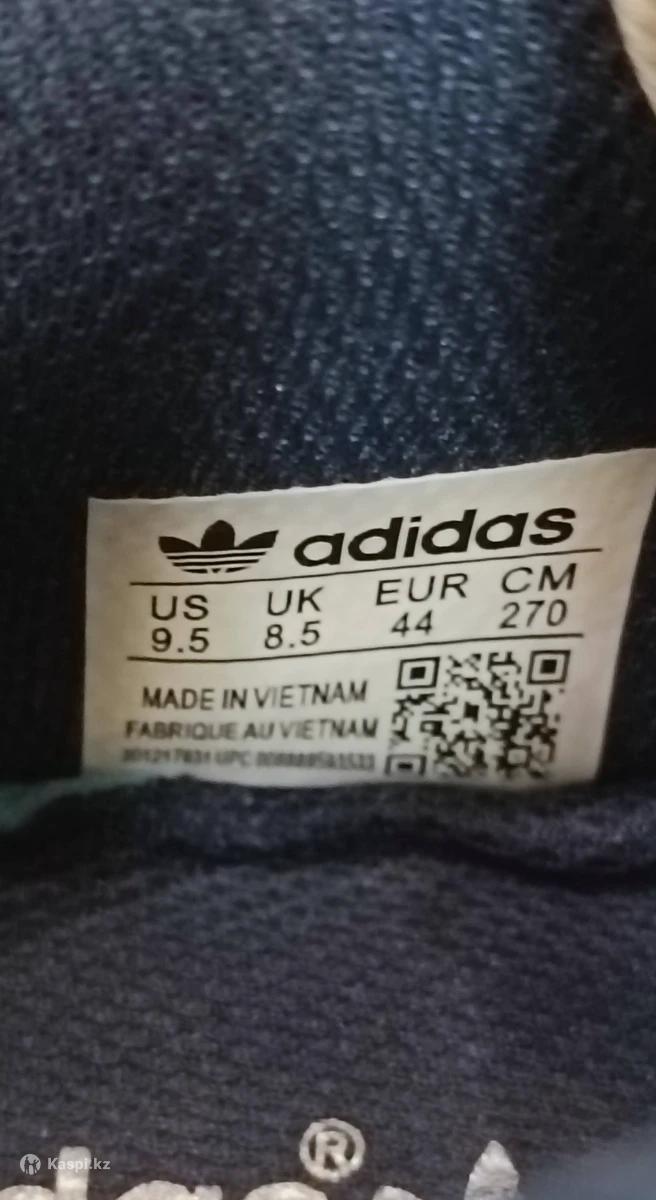 adidas
US UK EUR CM
9.5 8.5 44 270
MADE IN VIETNAM
FABRIQUE AU VIETNAM
UPC
®
Kaspi.kz